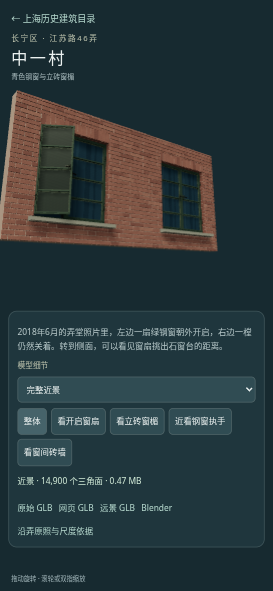 ← 上海历史建筑目录
长宁区 · 江苏路46弄
中一村
青色钢窗与立砖窗楣
2018年6月的弄堂照片里，左边一扇绿钢窗朝外开启，右边一樘
仍然关着。转到侧面，可以看见窗扇挑出石窗台的距离。
模型细节
完整近景
整体 看开启窗扇 看立砖窗楣 近看钢窗执手
看窗间砖墙
近景 · 14,900 个三角面 · 0.47 MB
原始 GLB 网页 GLB 远景 GLB Blender
沿弄原照与尺度依据
拖动旋转 · 滚轮或双指缩放